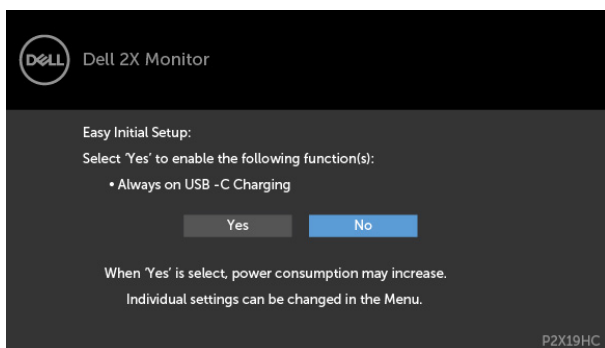 DELL
Dell 2X Monitor
Easy Initial Setup:
Select 'Yes' to enable the following function(s):
• Always on USB -C Charging
Yes
No
When 'Yes' is select, power consumption may increase.
Individual settings can be changed in the Menu.
P2X19HC